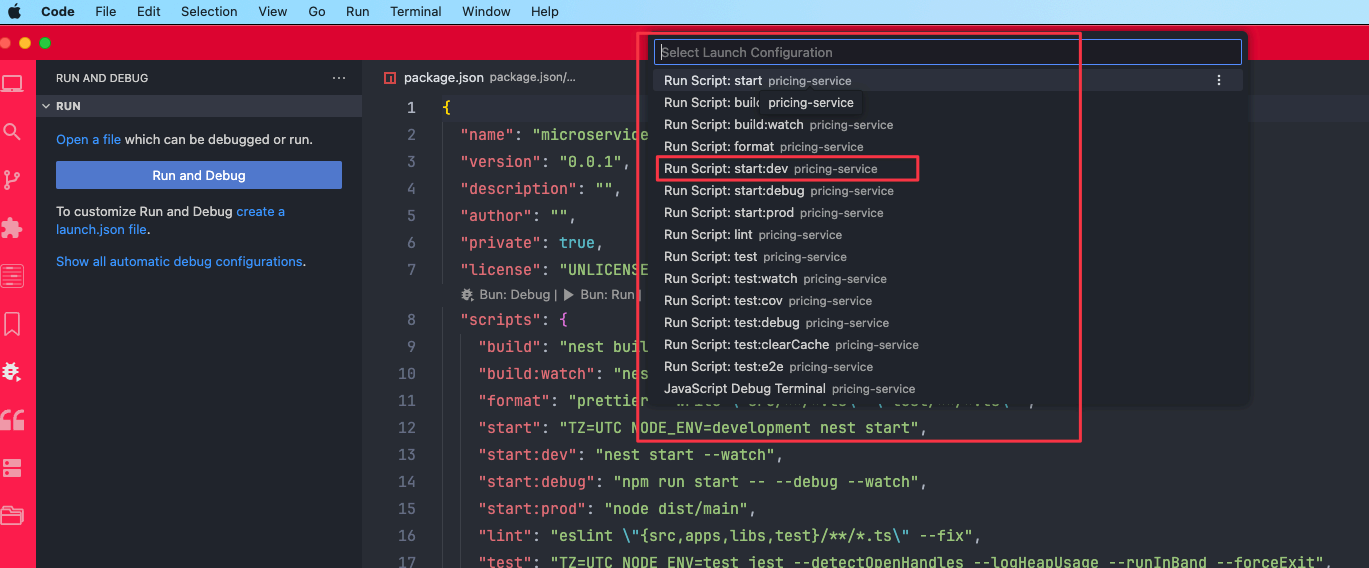 Code File Edit Selection View Go Run Terminal Window Help
RUN AND DEBUG ...
RUN
Open a file which can be debugged or run.
Run and Debug
To customize Run and Debug create a
launch.json file.
Show all automatic debug configurations.
package.json package.json/...
1 {
2 "name": "microservice
3 "version": "0.0.1",
4 "description": "",
5 "author": "",
6 "private": true,
7 "license": "UNLICENSE
Bun: Debug | Bun: Run |
8 "scripts": {
9 "build": "nest buil
10 "build:watch": "nes
11 "format": "prettier
12 "start": "TZ=UTC NODE_ENV=development nest start",
13 "start:dev": "nest start --watch",
14 "start:debug": "npm run start -- --debug --watch",
15 "start:prod": "node dist/main",
16 "lint": "eslint \"{src,apps,libs,test}/**/*.ts\" --fix",
17 "test": "TZ=UTC NODE_ENV=test jest --detectOpenHandles --logHeapUsage --runInBand --forceExit",
Select Launch Configuration
Run Script: start pricing-service
Run Script: build pricing-service
Run Script: build:watch pricing-service
Run Script: format pricing-service
Run Script: start:dev pricing-service
Run Script: start:debug pricing-service
Run Script: start:prod pricing-service
Run Script: lint pricing-service
Run Script: test pricing-service
Run Script: test:watch pricing-service
Run Script: test:cov pricing-service
Run Script: test:debug pricing-service
Run Script: test:clearCache pricing-service
Run Script: test:e2e pricing-service
JavaScript Debug Terminal pricing-service